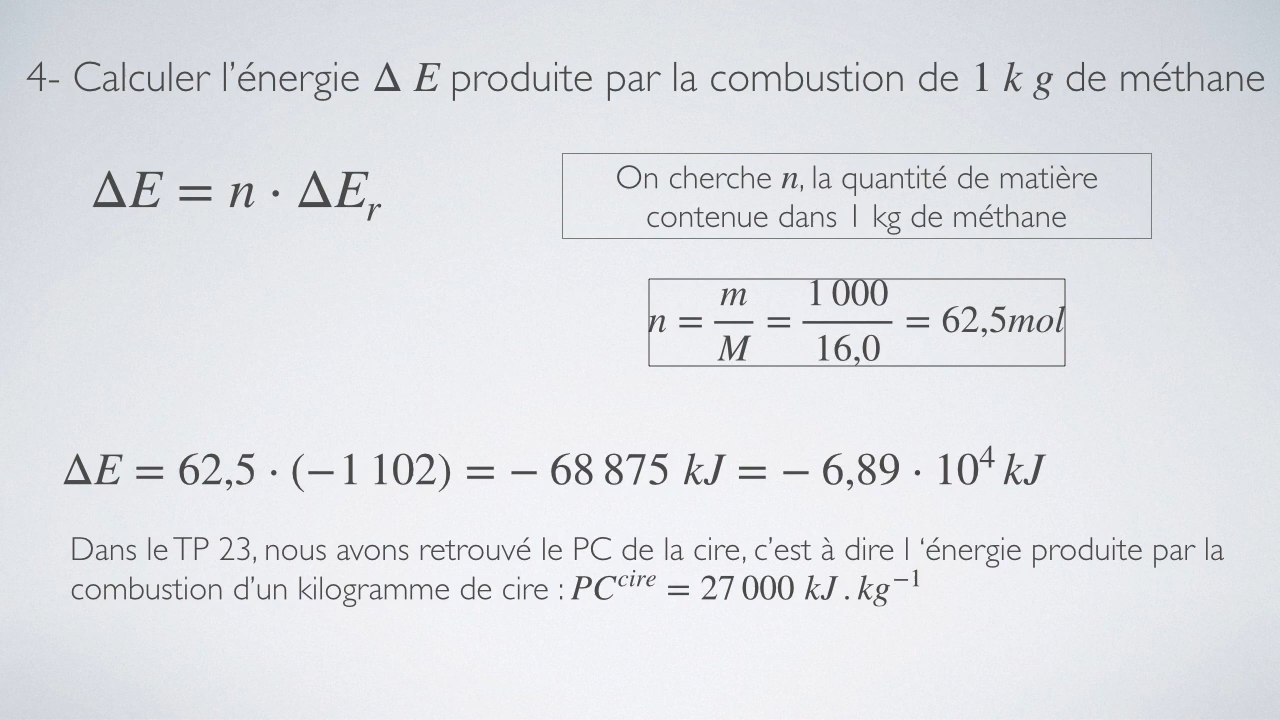 4- Calculer l’énergie Δ E produite par la combustion de 1 k g de méthane
ΔE = n · ΔE_r
On cherche n, la quantité de matière
contenue dans 1 kg de méthane
n = m/M = 1 000/16,0 = 62,5mol
ΔE = 62,5 · (−1 102) = − 68 875 kJ = − 6,89 · 10^4 kJ
Dans le TP 23, nous avons retrouvé le PC de la cire, c’est à dire l ‘énergie produite par la
combustion d’un kilogramme de cire : PC^cire = 27 000 kJ . kg^−1